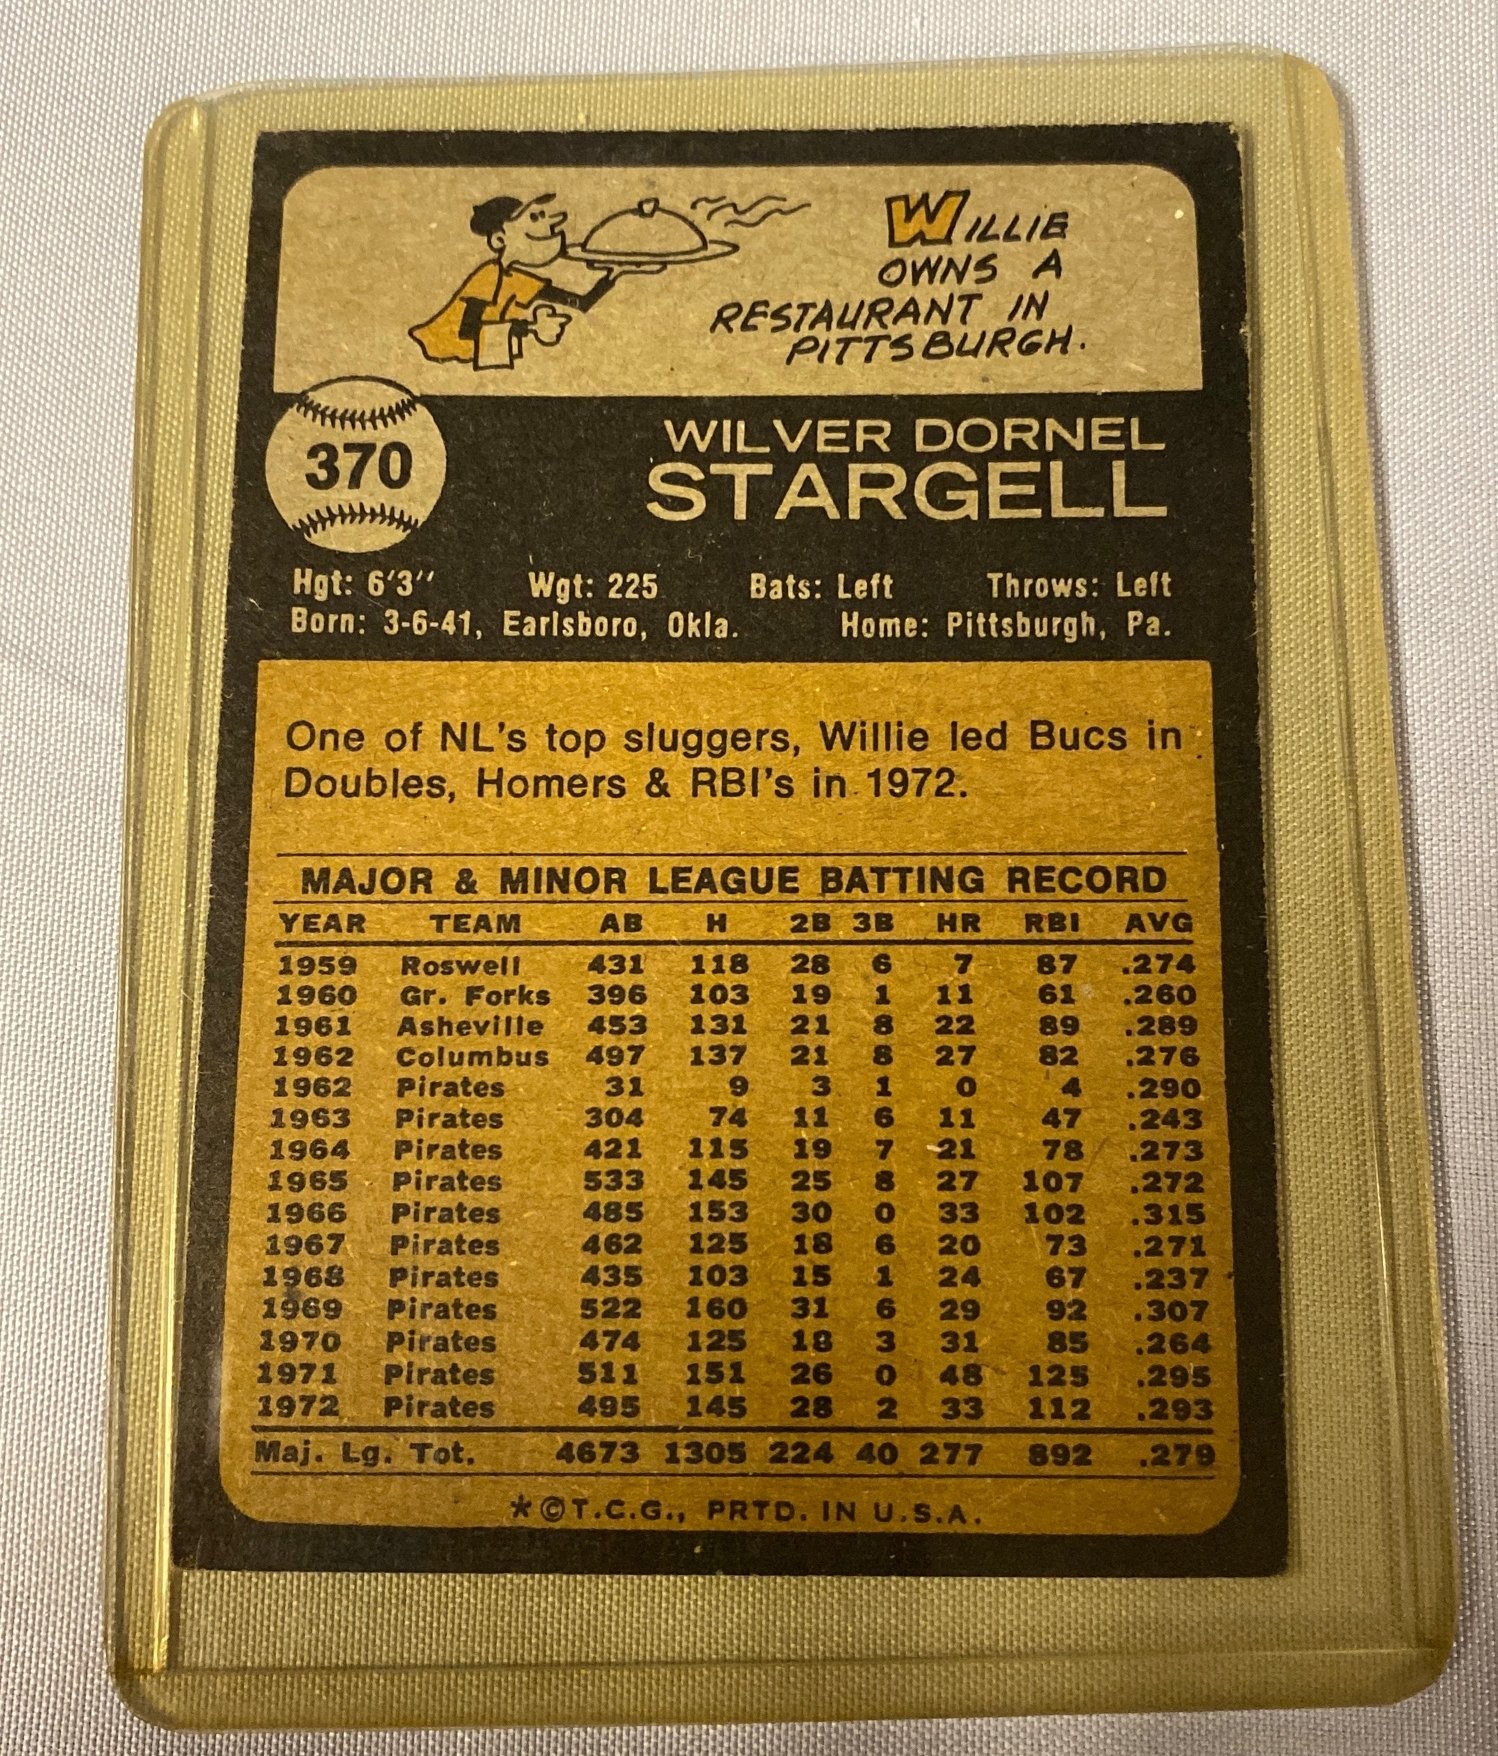 WILLIE
OWNS A
RESTAURANT IN
PITTSBURGH.
370
WILVER DORNEL
STARGELL
Hgt: 6'3" Wgt: 225 Bats: Left Throws: Left
Born: 3-6-41, Earlsboro, Okla. Home: Pittsburgh, Pa.
One of NL's top sluggers, Willie led Bucs in
Doubles, Homers & RBI's in 1972.
MAJOR & MINOR LEAGUE BATTING RECORD
YEAR TEAM AB H 2B 3B HR RBI AVG
1959 Roswell 431 118 28 6 7 87 .274
1960 Gr. Forks 396 103 19 1 11 61 .260
1961 Asheville 453 131 21 8 22 89 .289
1962 Columbus 497 137 21 8 27 82 .276
1962 Pirates 31 9 3 1 0 4 .290
1963 Pirates 304 74 11 6 11 47 .243
1964 Pirates 421 115 19 7 21 78 .273
1965 Pirates 533 145 25 8 27 107 .272
1966 Pirates 485 153 30 0 33 102 .315
1967 Pirates 462 125 18 6 20 73 .271
1968 Pirates 435 103 15 1 24 67 .237
1969 Pirates 522 160 31 6 29 92 .307
1970 Pirates 474 125 18 3 31 85 .264
1971 Pirates 511 151 26 0 48 125 .295
1972 Pirates 495 145 28 2 33 112 .293
Maj. Lg. Tot. 4673 1305 224 40 277 892 .279
*©T.C.G., PRTD. IN U.S.A.